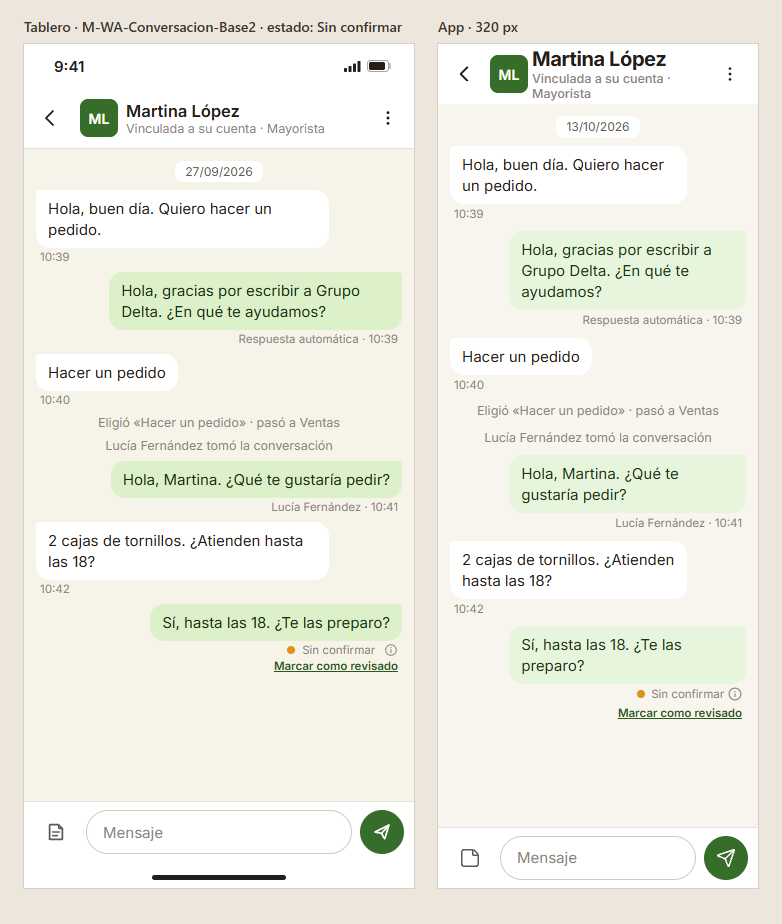 Tablero · M-WA-Conversacion-Base2 · estado: Sin confirmar
9:41
ML
Martina López
Vinculada a su cuenta · Mayorista
27/09/2026
Hola, buen día. Quiero hacer un
pedido.
10:39
Hola, gracias por escribir a Grupo
Delta. ¿En qué te ayudamos?
Respuesta automática · 10:39
Hacer un pedido
10:40
Eligió «Hacer un pedido» · pasó a Ventas
Lucía Fernández tomó la conversación
Hola, Martina. ¿Qué te gustaría pedir?
Lucía Fernández · 10:41
2 cajas de tornillos. ¿Atienden hasta
las 18?
10:42
Sí, hasta las 18. ¿Te las preparo?
Sin confirmar
Marcar como revisado
Mensaje
App · 320 px
ML
Martina López
Vinculada a su cuenta ·
Mayorista
13/10/2026
Hola, buen día. Quiero hacer
un pedido.
10:39
Hola, gracias por escribir a
Grupo Delta. ¿En qué te
ayudamos?
Respuesta automática · 10:39
Hacer un pedido
10:40
Eligió «Hacer un pedido» · pasó a Ventas
Lucía Fernández tomó la conversación
Hola, Martina. ¿Qué te
gustaría pedir?
Lucía Fernández · 10:41
2 cajas de tornillos. ¿Atienden
hasta las 18?
10:42
Sí, hasta las 18. ¿Te las
preparo?
Sin confirmar
Marcar como revisado
Mensaje